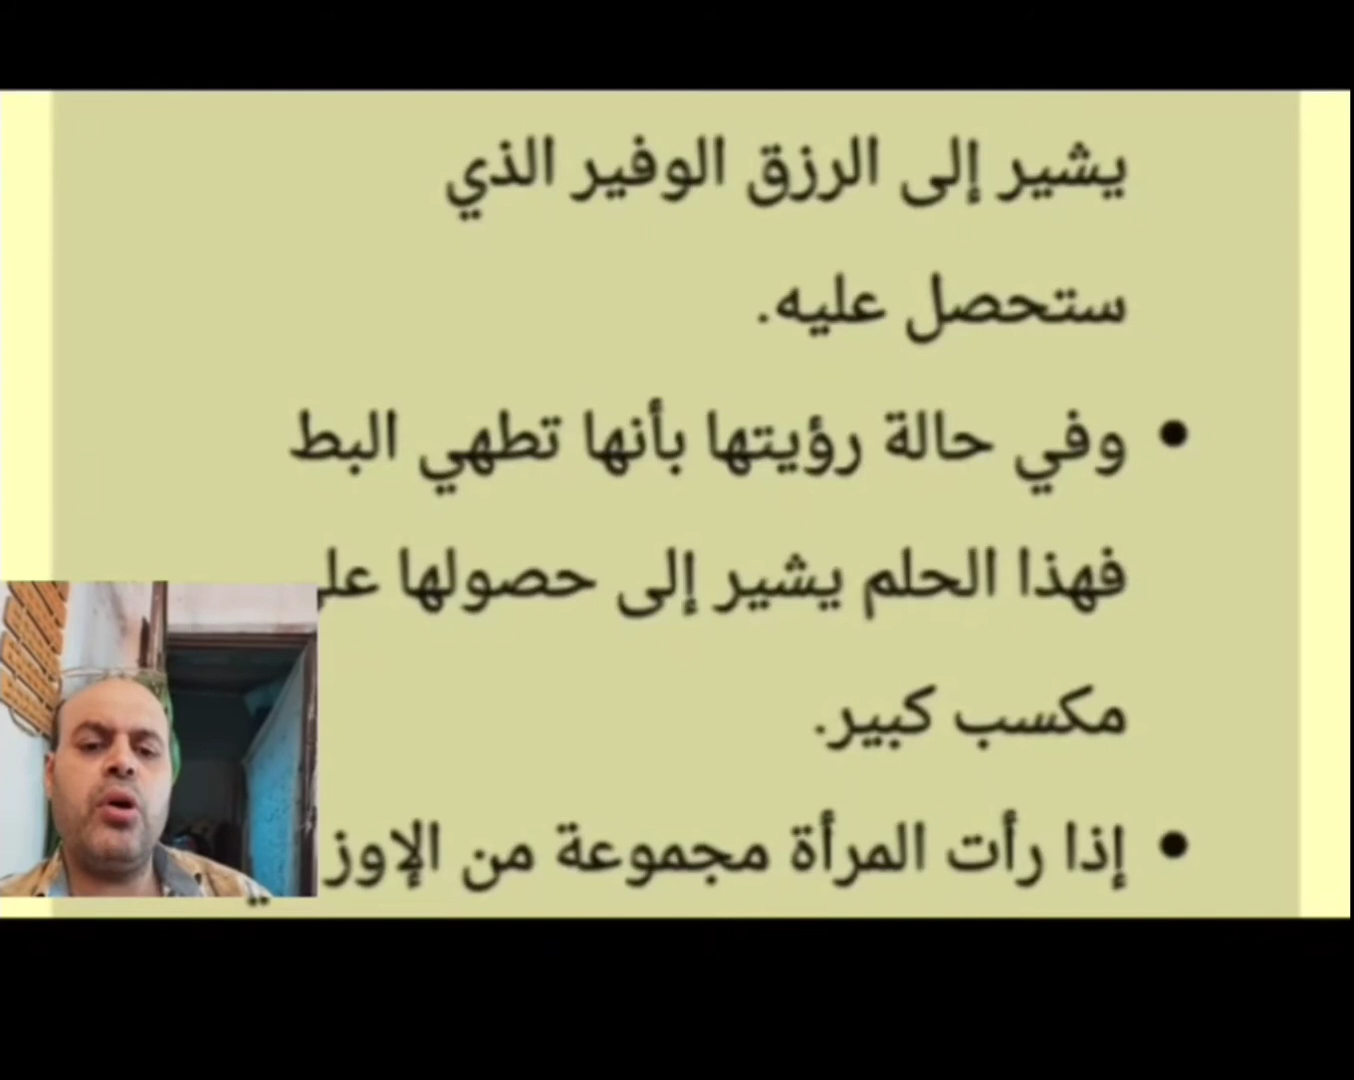 يشير إلى الرزق الوفير الذي
ستحصل عليه.
• وفي حالة رؤيتها بأنها تطهي البط
فهذا الحلم يشير إلى حصولها
مكسب كبير.
• إذا رأت المرأة مجموعة من الإوز